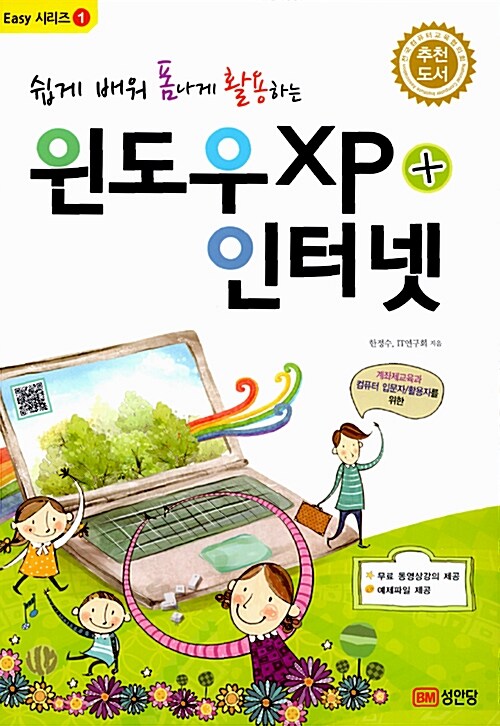 Easy 시리즈 1
추천
도서
쉽게 배워 폼나게 활용하는
윈도우 XP +
인터넷
한정수, IT연구회 지음
계좌제교육과
컴퓨터 입문자/활용자를
위한
무료 동영상강의 제공
예제파일 제공
BM 성안당